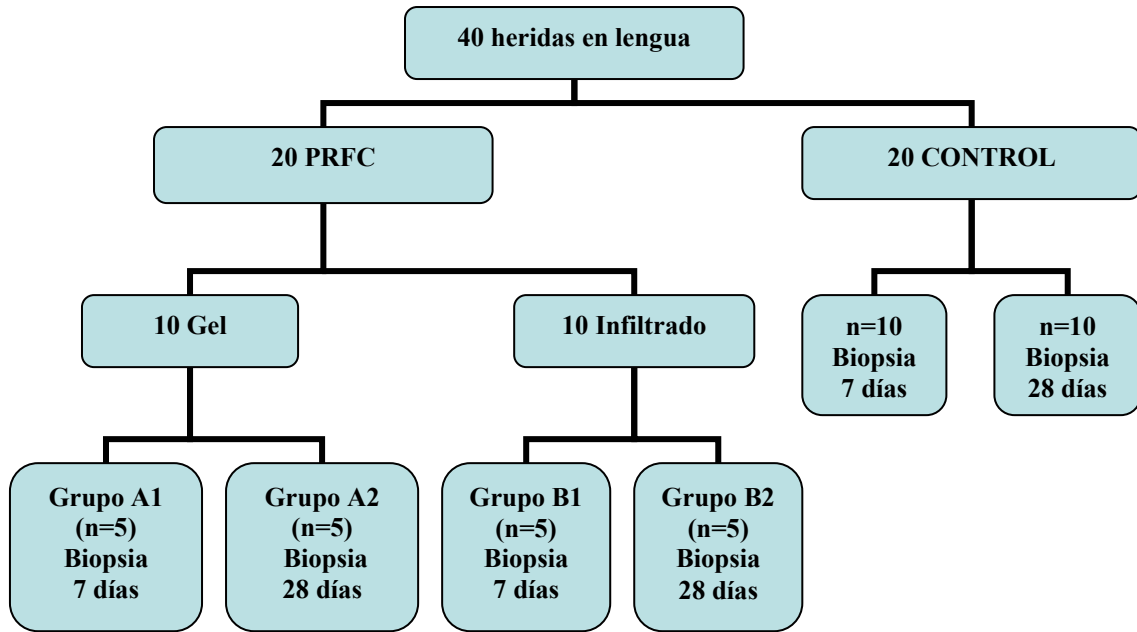 40 heridas en lengua
20 PRFC
20 CONTROL
10 Gel
10 Infiltrado
n=10
Biopsia
7 días
n=10
Biopsia
28 días
Grupo A1
(n=5)
Biopsia
7 días
Grupo A2
(n=5)
Biopsia
28 días
Grupo B1
(n=5)
Biopsia
7 días
Grupo B2
(n=5)
Biopsia
28 días